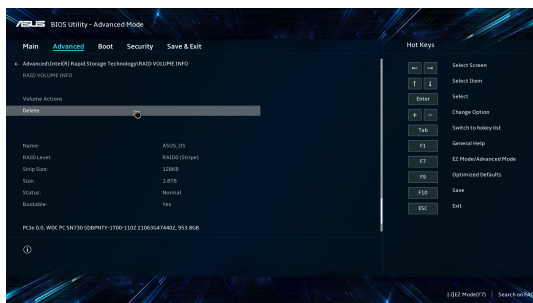 ASUS BIOS Utility - Advanced Mode
Main Advanced Boot Security Save & Exit
Hot Keys
← Advanced\Intel(R) Rapid Storage Technology\RAID VOLUME INFO
RAID VOLUME INFO
Volume Actions
Delete
Name: ASUS_OS
RAID Level: RAID0 (Stripe)
Strip Size: 128KB
Size: 1.8TB
Status: Normal
Bootable: Yes
PCIe 0.0, WDC PC SN730 SDBPNTY-1T00-1102 21063G474402, 953.8GB
← → Select Screen
↑ ↓ Select Item
Enter Select
+ - Change Option
Tab Switch to hokey list
F1 General Help
F7 EZ Mode/Advanced Mode
F9 Optimized Defaults
F10 Save
ESC Exit
EZ Mode(F7) | Search on FAQ